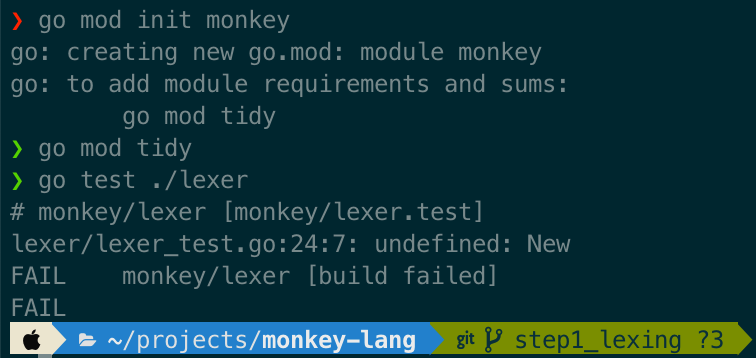 ❯ go mod init monkey
go: creating new go.mod: module monkey
go: to add module requirements and sums:
        go mod tidy
❯ go mod tidy
❯ go test ./lexer
# monkey/lexer [monkey/lexer.test]
lexer/lexer_test.go:24:7: undefined: New
FAIL    monkey/lexer [build failed]
FAIL
~/projects/monkey-lang git step1_lexing ?3